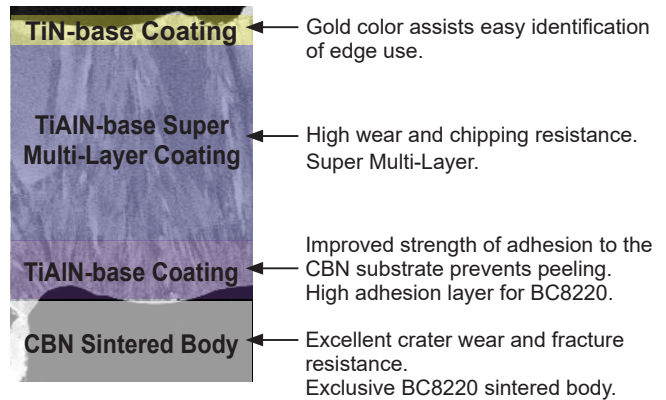 TiN-base Coating
Gold color assists easy identification
of edge use.
TiAlN-base Super
Multi-Layer Coating
High wear and chipping resistance.
Super Multi-Layer.
TiAlN-base Coating
Improved strength of adhesion to the
CBN substrate prevents peeling.
High adhesion layer for BC8220.
CBN Sintered Body
Excellent crater wear and fracture
resistance.
Exclusive BC8220 sintered body.